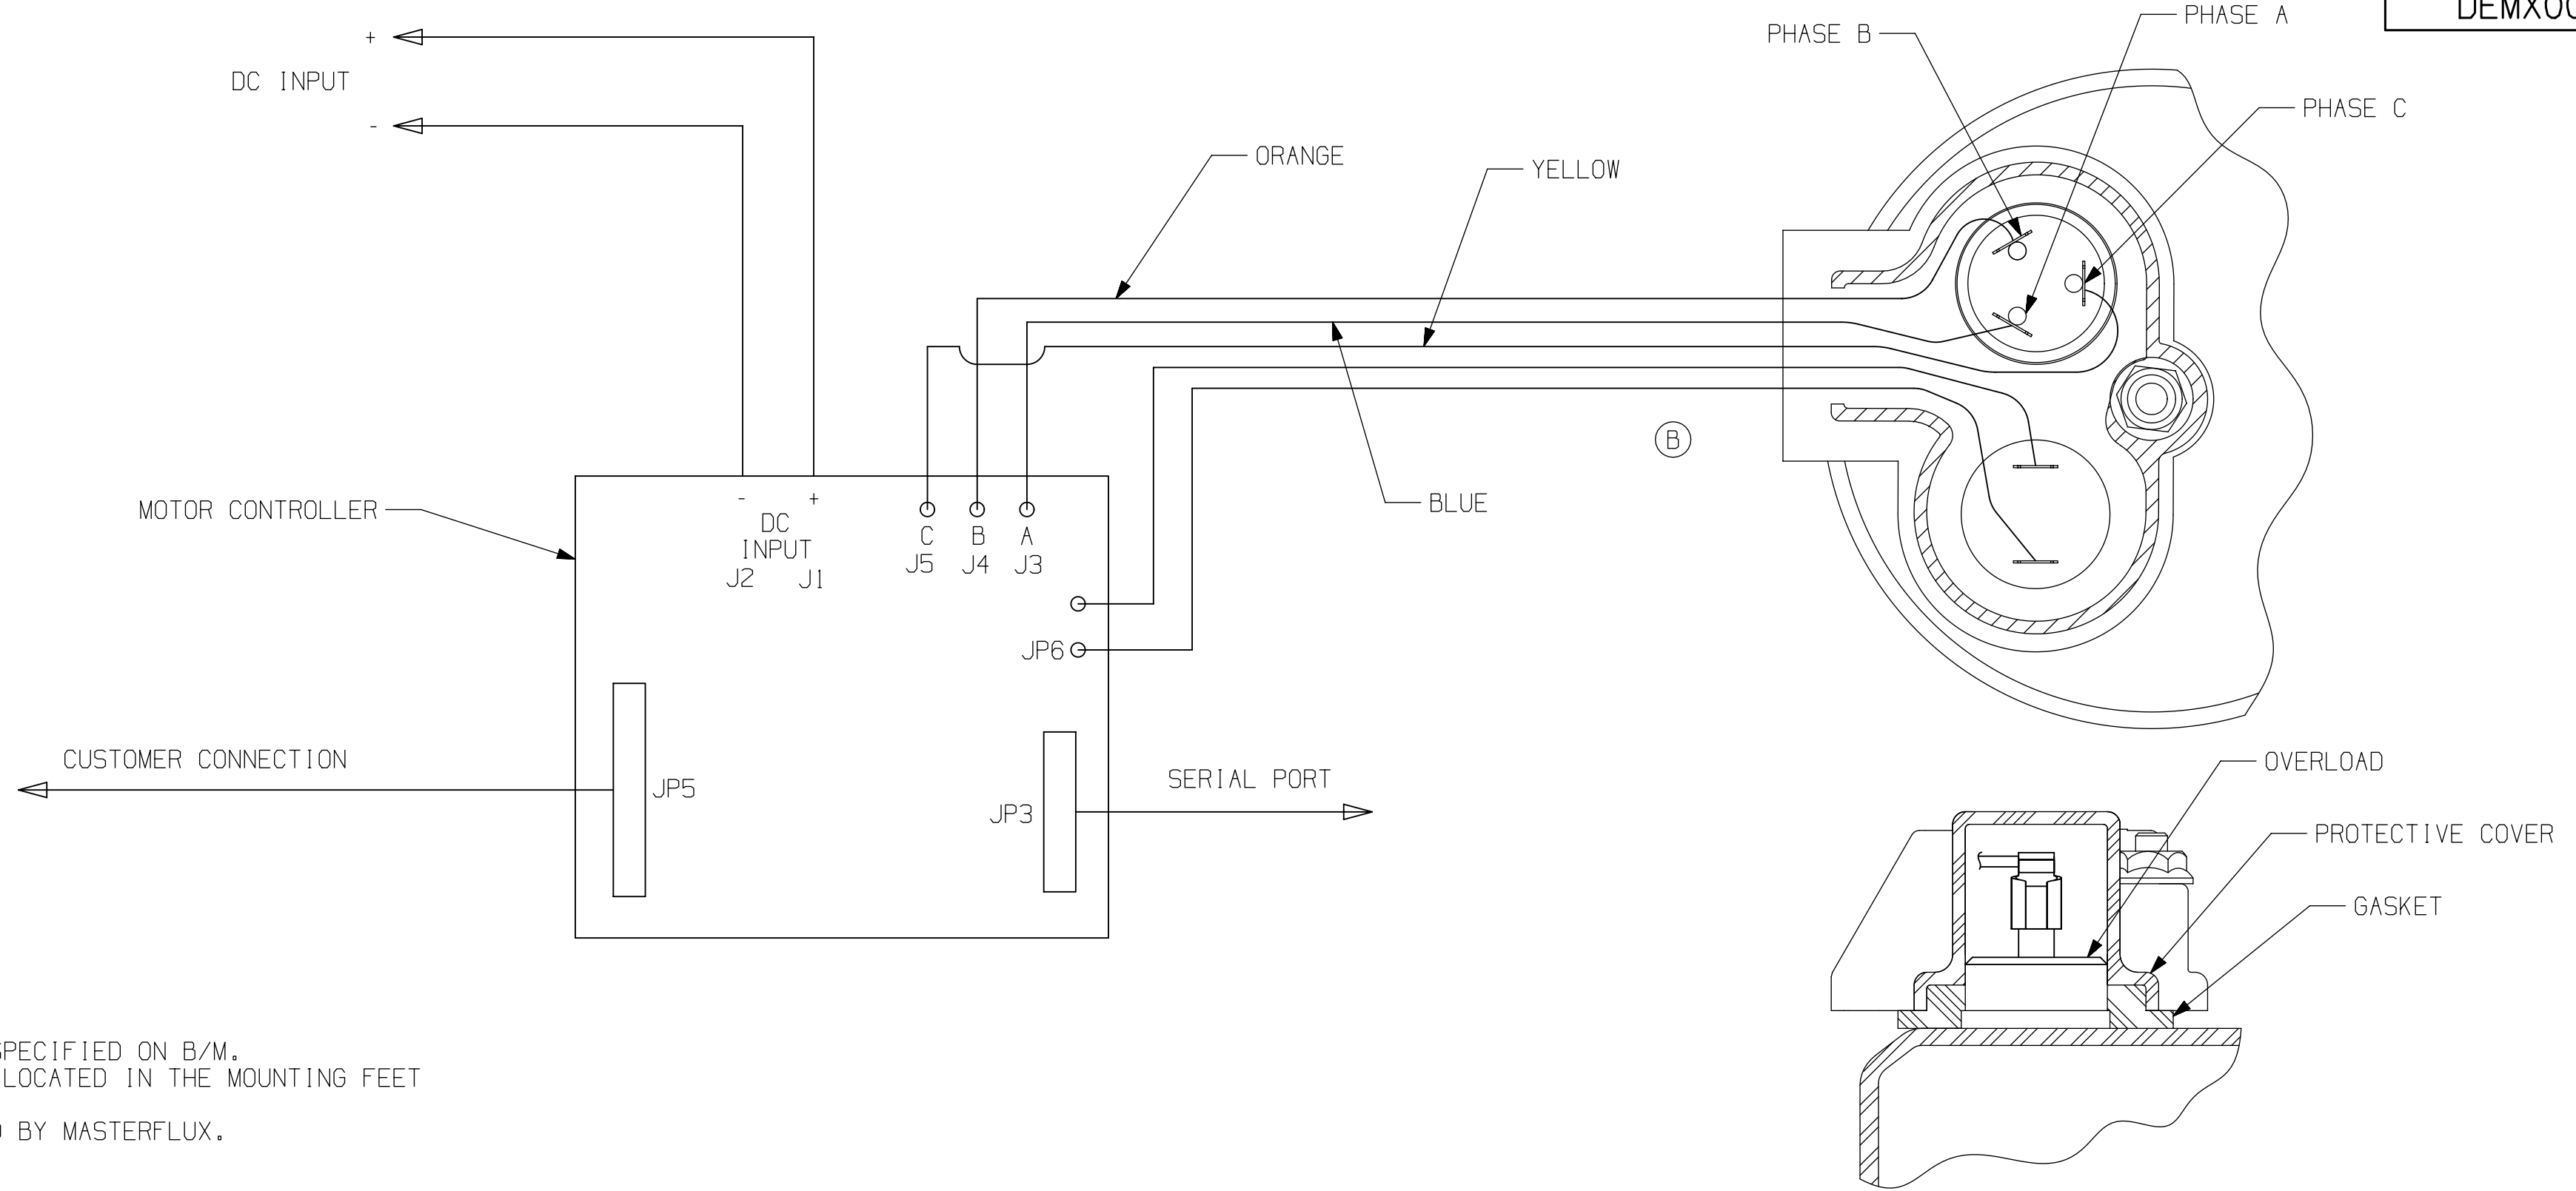 DEMX00
PHASE A
PHASE B
+
DC INPUT
-
PHASE C
ORANGE
YELLOW
B
BLUE
MOTOR CONTROLLER
- +
DC
INPUT
J2 J1
C B A
J5 J4 J3
JP6
CUSTOMER CONNECTION
JP5
SERIAL PORT
JP3
OVERLOAD
PROTECTIVE COVER
GASKET
SPECIFIED ON B/M.
LOCATED IN THE MOUNTING FEET
BY MASTERFLUX.